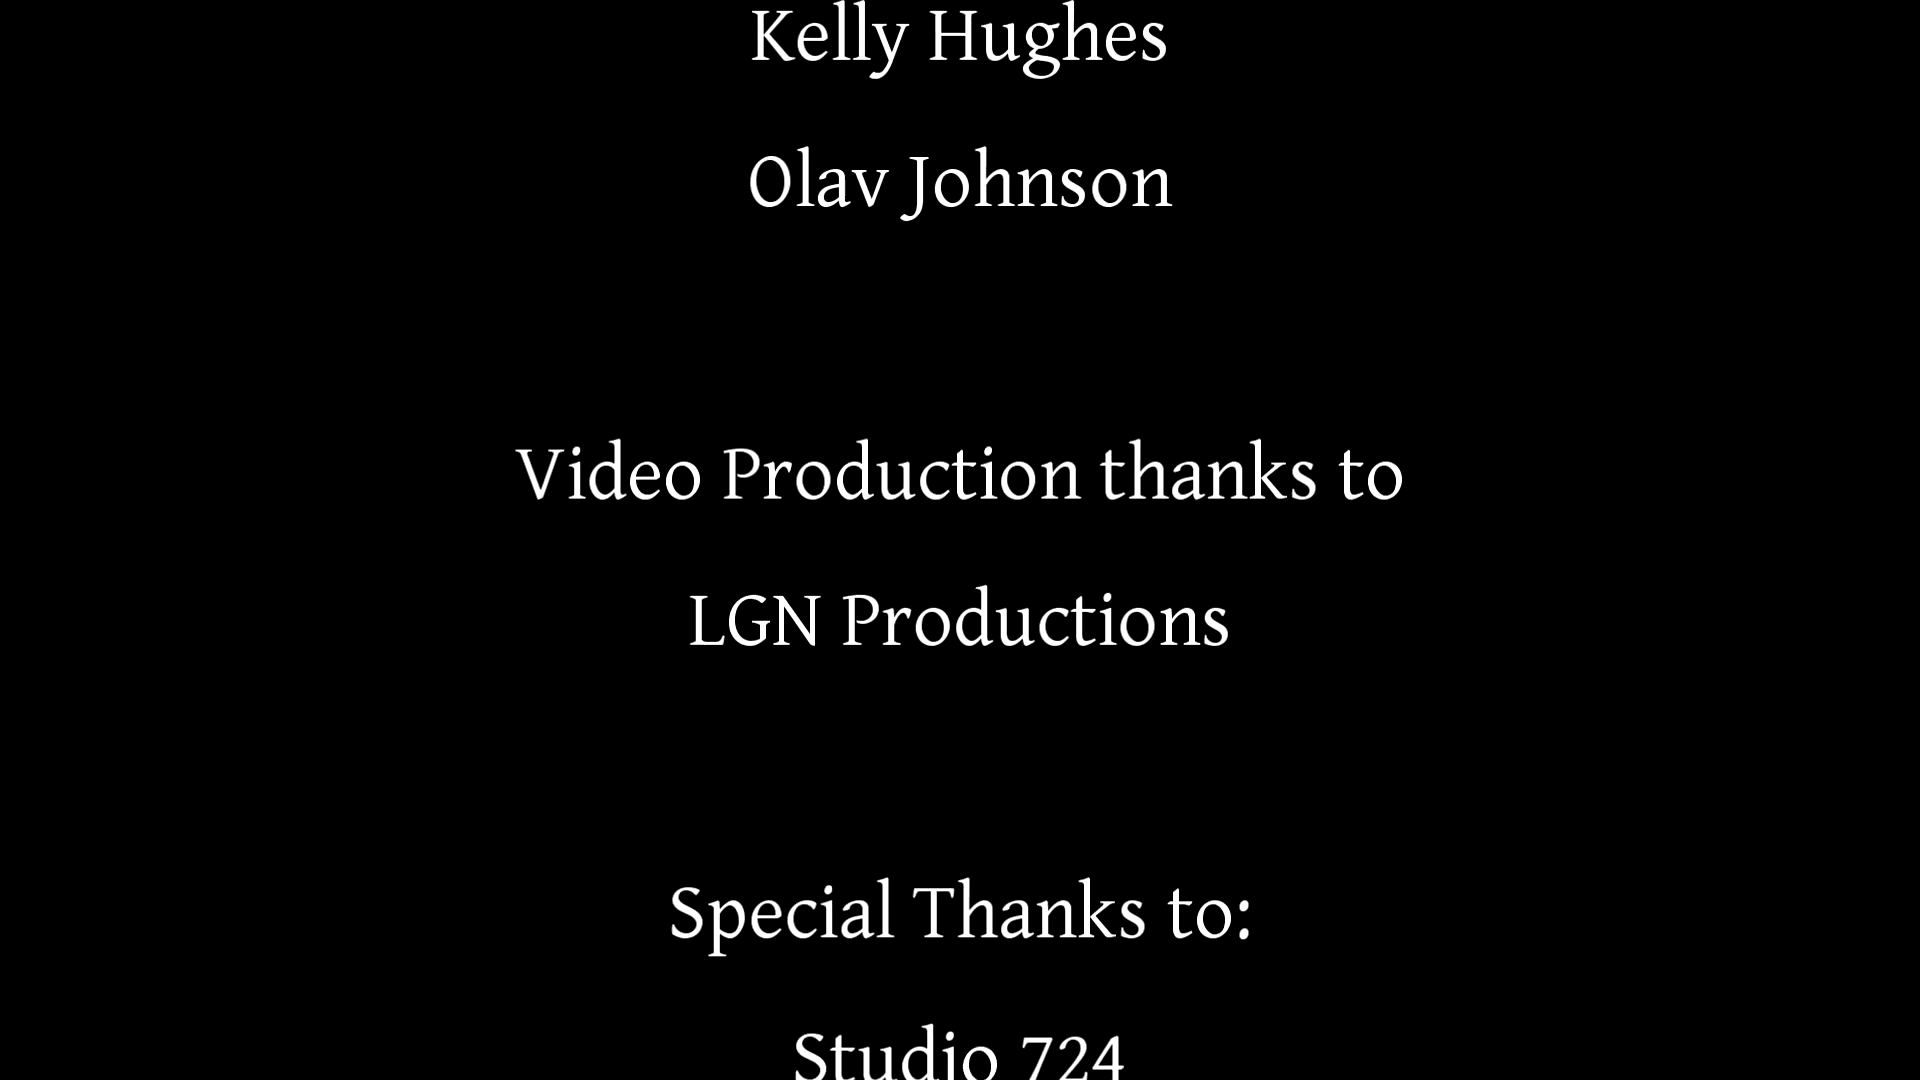 Kelly Hughes
Olav Johnson
Video Production thanks to
LGN Productions
Special Thanks to:
Studio 724